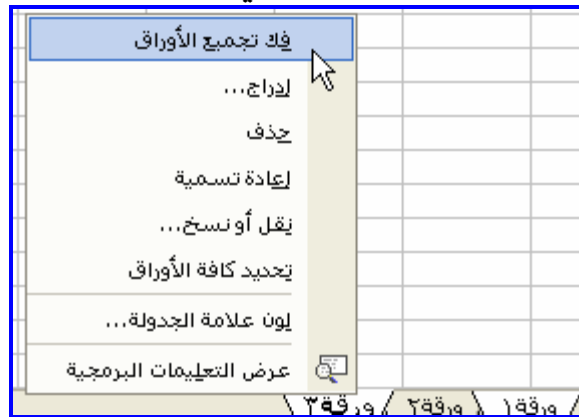 فك تجميع الأوراق
إدراج...
حذف
إعادة تسمية
نقل أو نسخ...
تحديد كافة الأوراق
لون علامة الجدولة...
عرض التعليمات البرمجية
ورقة١ ورقة٢ ورقة٣